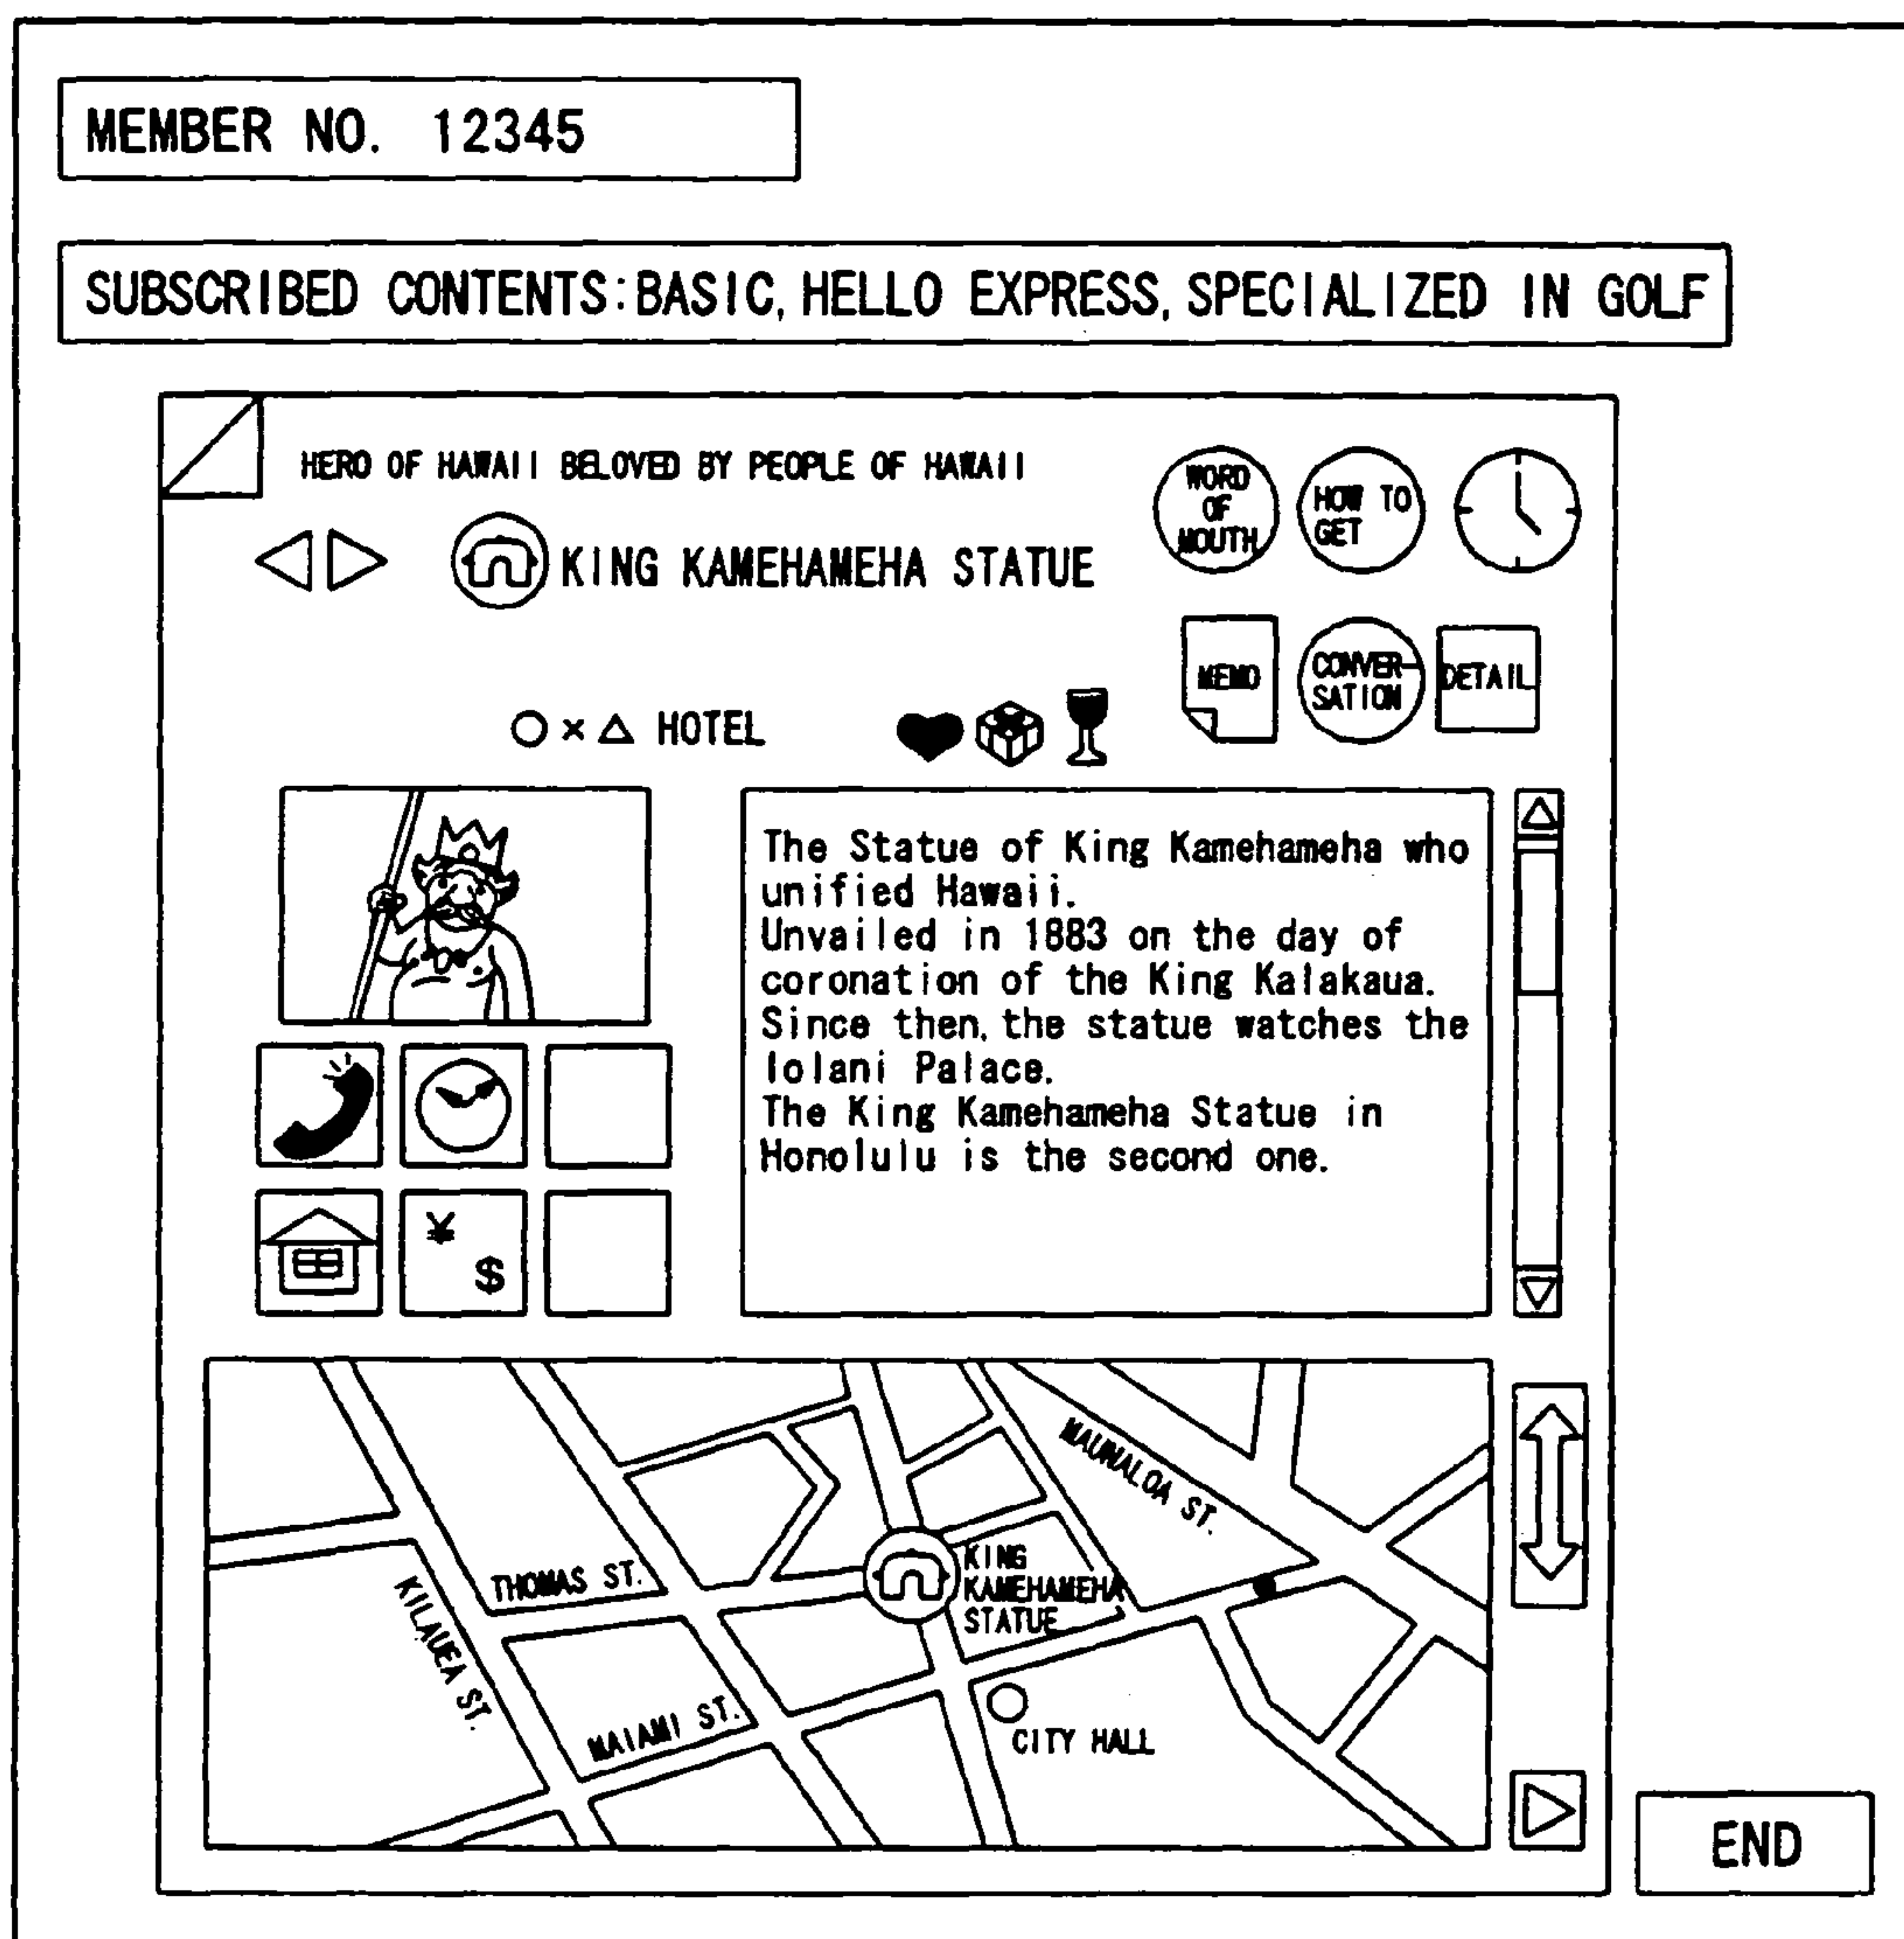 MEMBER NO. 12345
SUBSCRIBED CONTENTS:BASIC, HELLO EXPRESS, SPECIALIZED IN GOLF
HERO OF HAWAII BELOVED BY PEOPLE OF HAWAII
KING KAMEHAMEHA STATUE
WORD
OF
MOUTH
HOW TO
GET
MEMO
CONVER-
SATION
DETAIL
○×△ HOTEL
The Statue of King Kamehameha who
unified Hawaii.
Unvailed in 1883 on the day of
coronation of the King Kalakaua.
Since then, the statue watches the
Iolani Palace.
The King Kamehameha Statue in
Honolulu is the second one.
¥
$
MAUNALOA ST.
THOMAS ST.
KING
KAMEHAMEHA
STATUE
KILAUEA ST.
MAIAMI ST.
CITY HALL
END